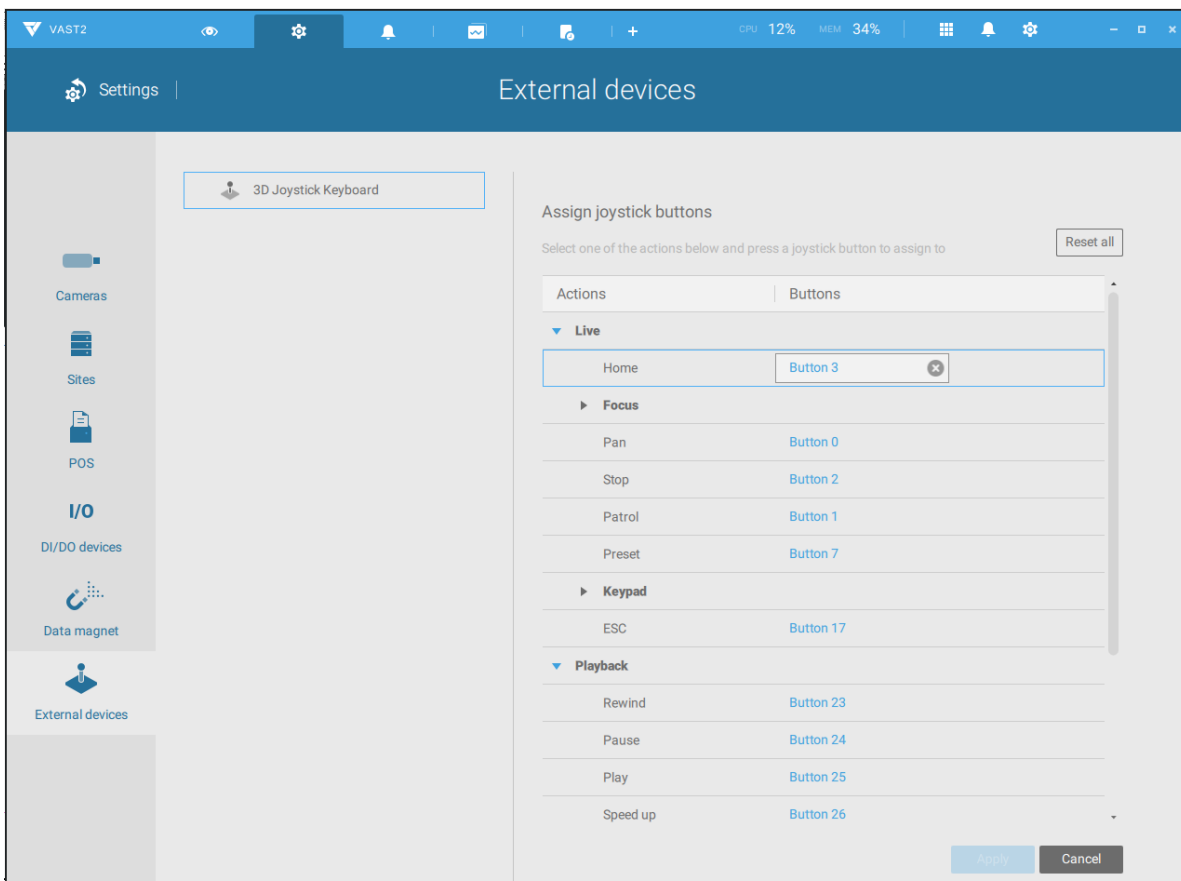 VAST2 CPU 12% MEM 34%
Settings External devices
3D Joystick Keyboard
Cameras
Sites
POS
I/O
DI/DO devices
Data magnet
External devices
Assign joystick buttons
Select one of the actions below and press a joystick button to assign to Reset all
Actions Buttons
Live
Home Button 3
Focus
Pan Button 0
Stop Button 2
Patrol Button 1
Preset Button 7
Keypad
ESC Button 17
Playback
Rewind Button 23
Pause Button 24
Play Button 25
Speed up Button 26
Apply Cancel